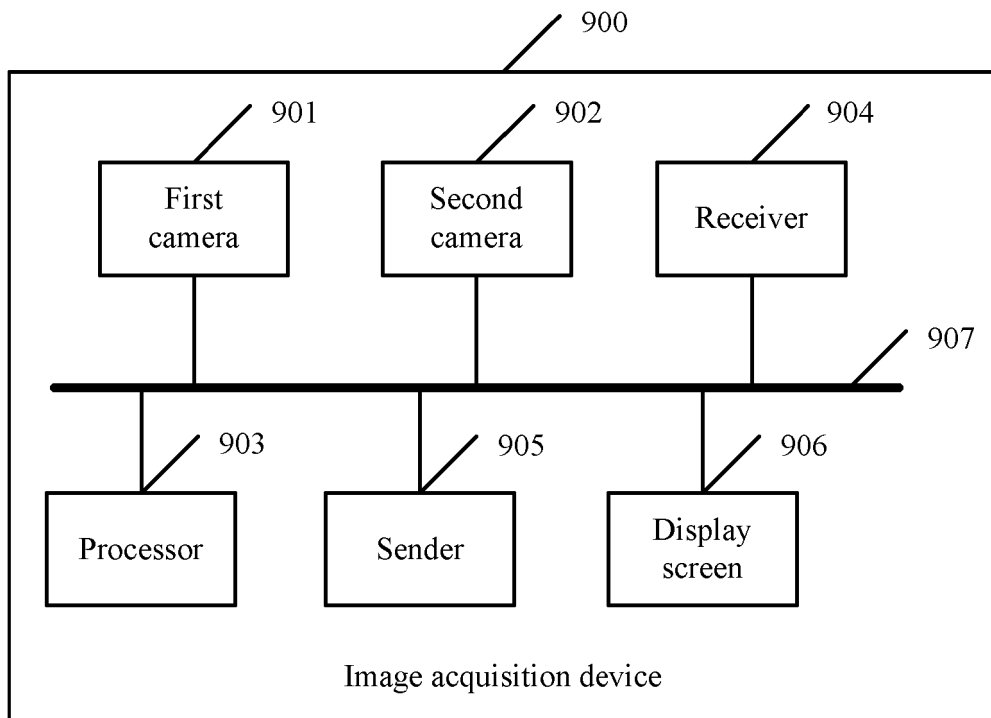 900
901
902
904
First
camera
Second
camera
Receiver
907
903
905
906
Processor
Sender
Display
screen
Image acquisition device